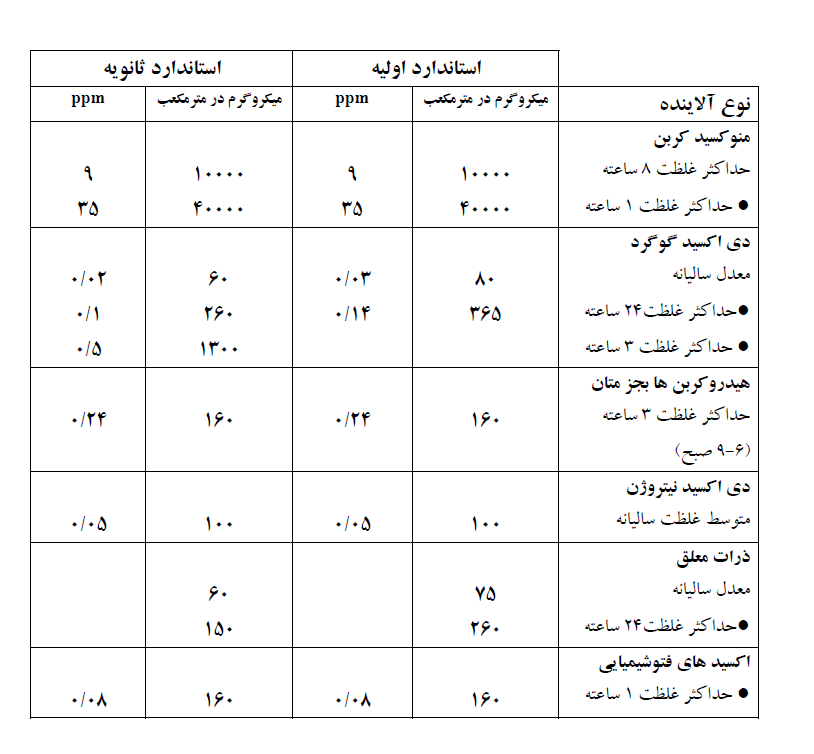 استاندارد اولیه استاندارد ثانویه
نوع آلاینده میکروگرم در مترمکعب ppm میکروگرم در مترمکعب ppm
منوکسید کربن
حداکثر غلظت ۸ ساعته ۱۰۰۰۰ ۹ ۱۰۰۰۰ ۹
● حداکثر غلظت ۱ ساعته ۴۰۰۰۰ ۳۵ ۴۰۰۰۰ ۳۵
دی اکسید گوگرد
معدل سالیانه ۸۰ ۰/۰۳ ۶۰ ۰/۰۲
●حداکثر غلظت۲۴ ساعته ۳۶۵ ۰/۱۴ ۲۶۰ ۰/۱
● حداکثر غلظت ۳ ساعته ۱۳۰۰ ۰/۵
هیدروکربن ها بجز متان
حداکثر غلظت ۳ ساعته ۱۶۰ ۰/۲۴ ۱۶۰ ۰/۲۴
(۶-۹ صبح)
دی اکسید نیتروژن
متوسط غلظت سالیانه ۱۰۰ ۰/۰۵ ۱۰۰ ۰/۰۵
ذرات معلق
معدل سالیانه ۷۵ ۶۰
●حداکثر غلظت۲۴ ساعته ۲۶۰ ۱۵۰
اکسید های فتوشیمیایی
● حداکثر غلظت ۱ ساعته ۱۶۰ ۰/۰۸ ۱۶۰ ۰/۰۸